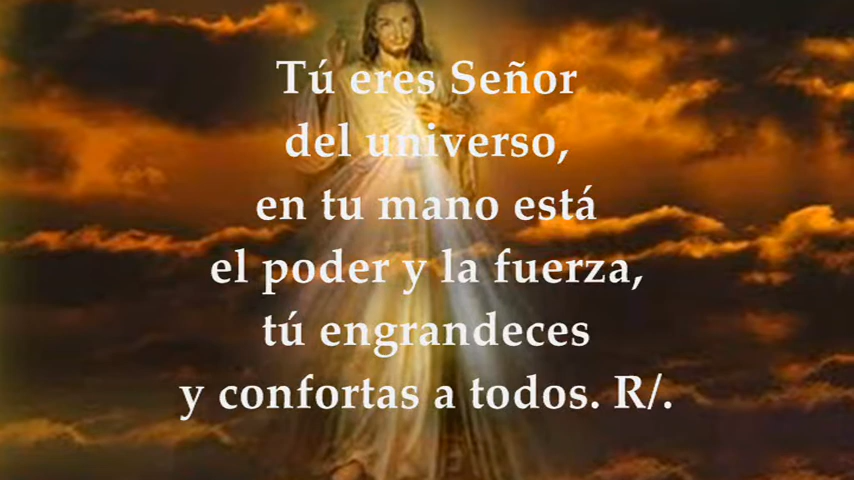 Tú eres Señor
del universo,
en tu mano está
el poder y la fuerza,
tú engrandeces
y confortas a todos. R/.